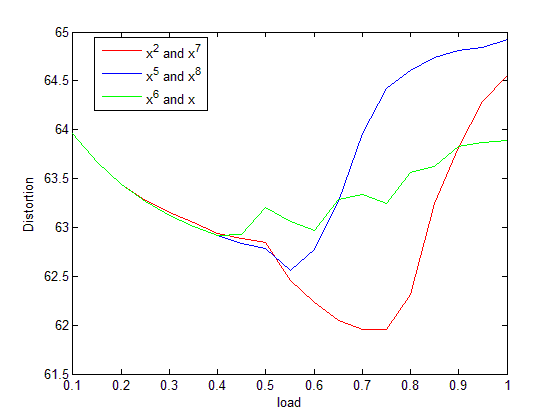 65
64.5
64
63.5
63
62.5
62
61.5
Distortion
x² and x⁷
x⁵ and x⁸
x⁶ and x
0.1 0.2 0.3 0.4 0.5 0.6 0.7 0.8 0.9 1
load